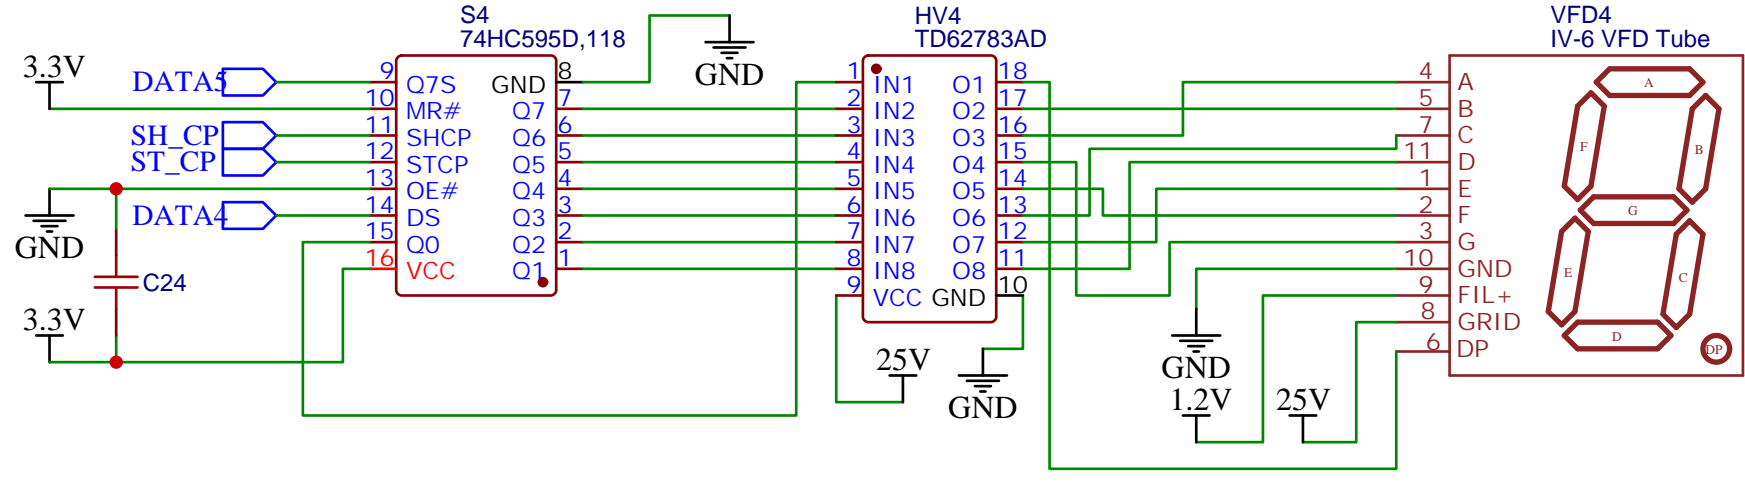 S4
74HC595D,118
HV4
TD62783AD
VFD4
IV-6 VFD Tube
3.3V
DATA5
SH_CP
ST_CP
DATA4
GND
C24
3.3V
9 Q7S
10 MR#
11 SHCP
12 STCP
13 OE#
14 DS
15 Q0
16 VCC
GND 8
Q7 7
Q6 6
Q5 5
Q4 4
Q3 3
Q2 2
Q1 1
GND
1 IN1
2 IN2
3 IN3
4 IN4
5 IN5
6 IN6
7 IN7
8 IN8
9 VCC
O1 18
O2 17
O3 16
O4 15
O5 14
O6 13
O7 12
O8 11
GND 10
25V
GND
GND
1.2V
25V
4 A
5 B
7 C
11 D
1 E
2 F
3 G
10 GND
9 FIL+
8 GRID
6 DP
A
F
B
G
E
C
D
DP